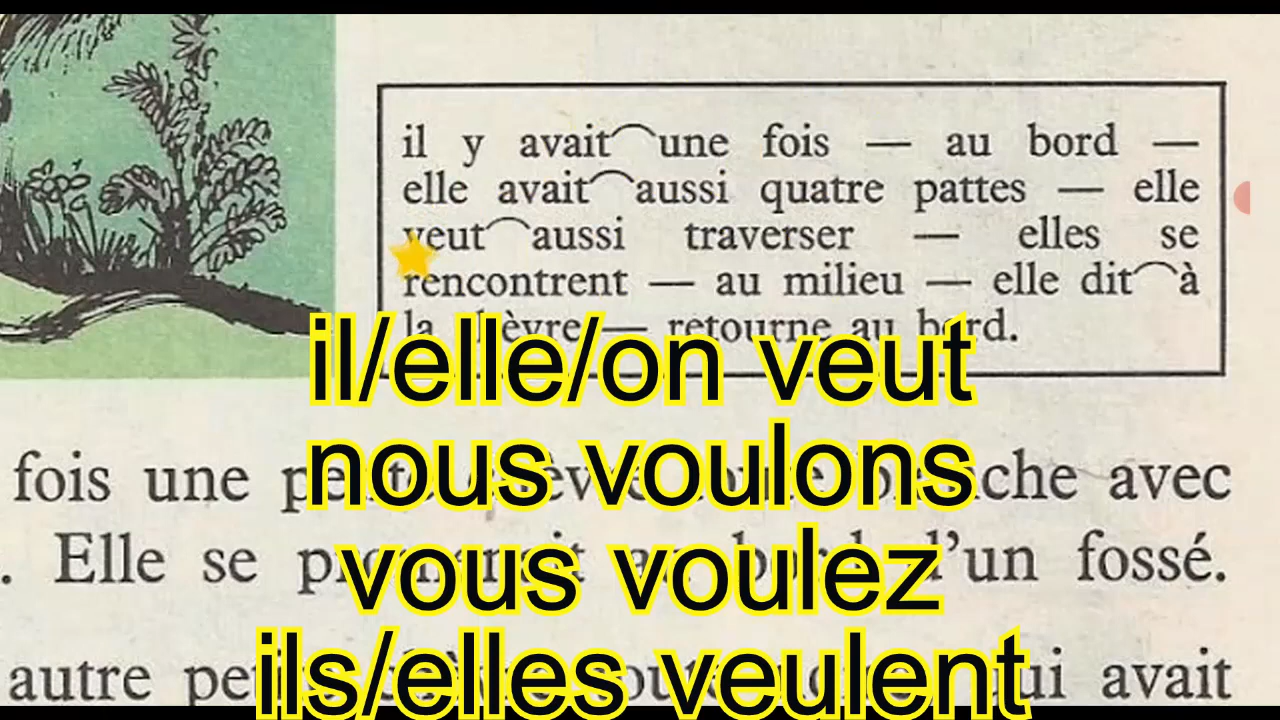 il y avait une fois — au bord —
elle avait aussi quatre pattes — elle
veut aussi traverser — elles se
rencontrent — au milieu — elle dit à
la — retourne au bord.
il/elle/on veut
nous voulons
vous voulez
ils/elles veulent
fois une avec
. Elle se d'un fossé.
autre avait